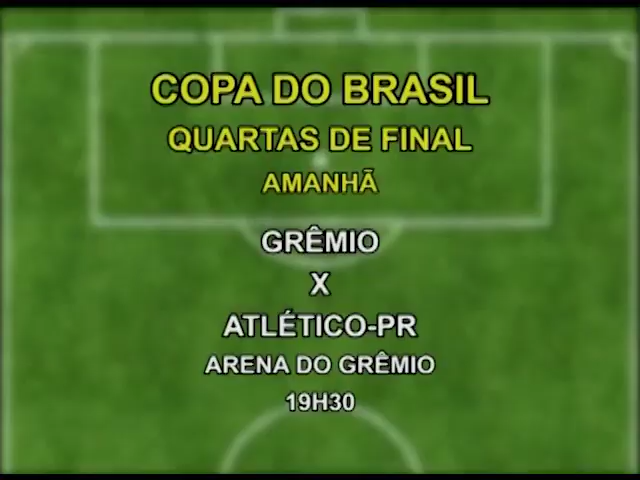 COPA DO BRASIL
QUARTAS DE FINAL
AMANHÃ
GRÊMIO
X
ATLÉTICO-PR
ARENA DO GRÊMIO
19H30